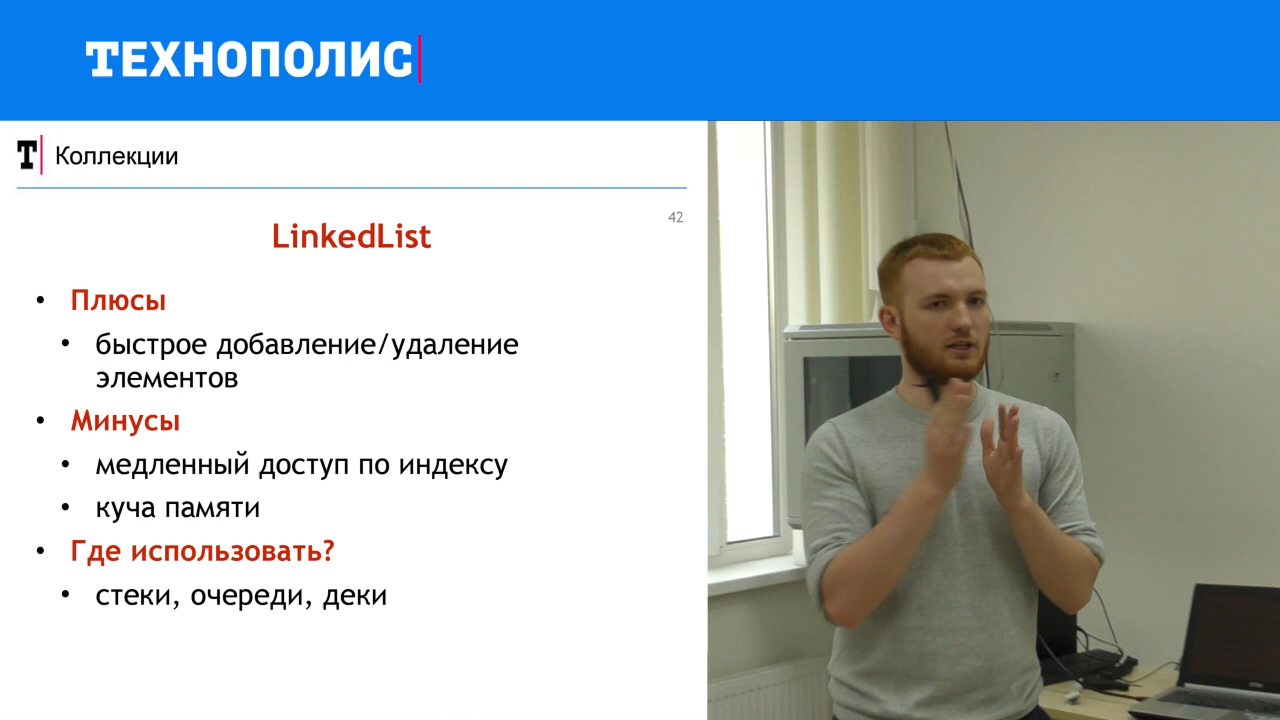 ТЕХНОПОЛИС
Т Коллекции
42
LinkedList
• Плюсы
• быстрое добавление/удаление
элементов
• Минусы
• медленный доступ по индексу
• куча памяти
• Где использовать?
• стеки, очереди, деки